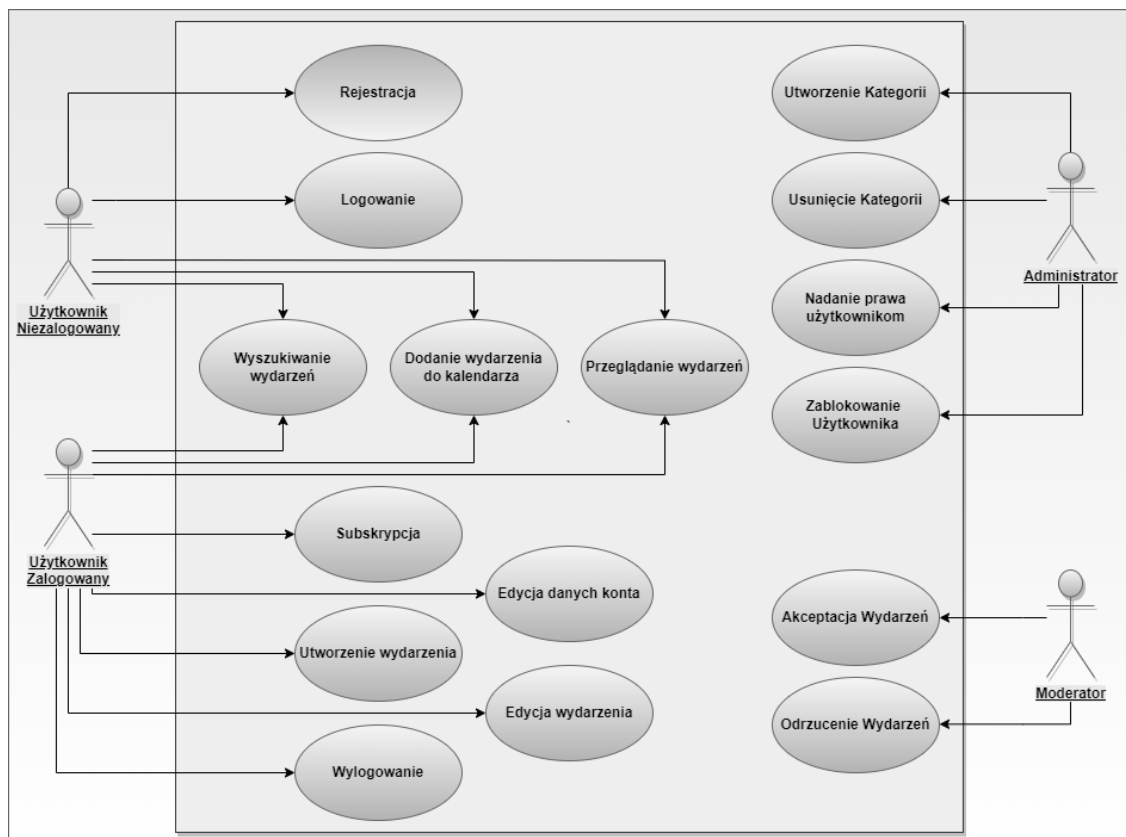 Rejestracja
Utworzenie Kategorii
Logowanie
Usunięcie Kategorii
Użytkownik
Niezalogowany
Administrator
Nadanie prawa
użytkownikom
Wyszukiwanie
wydarzeń
Dodanie wydarzenia
do kalendarza
Przeglądanie wydarzeń
Zablokowanie
Użytkownika
Subskrypcja
Użytkownik
Zalogowany
Edycja danych konta
Akceptacja Wydarzeń
Utworzenie wydarzenia
Moderator
Edycja wydarzenia
Odrzucenie Wydarzeń
Wylogowanie